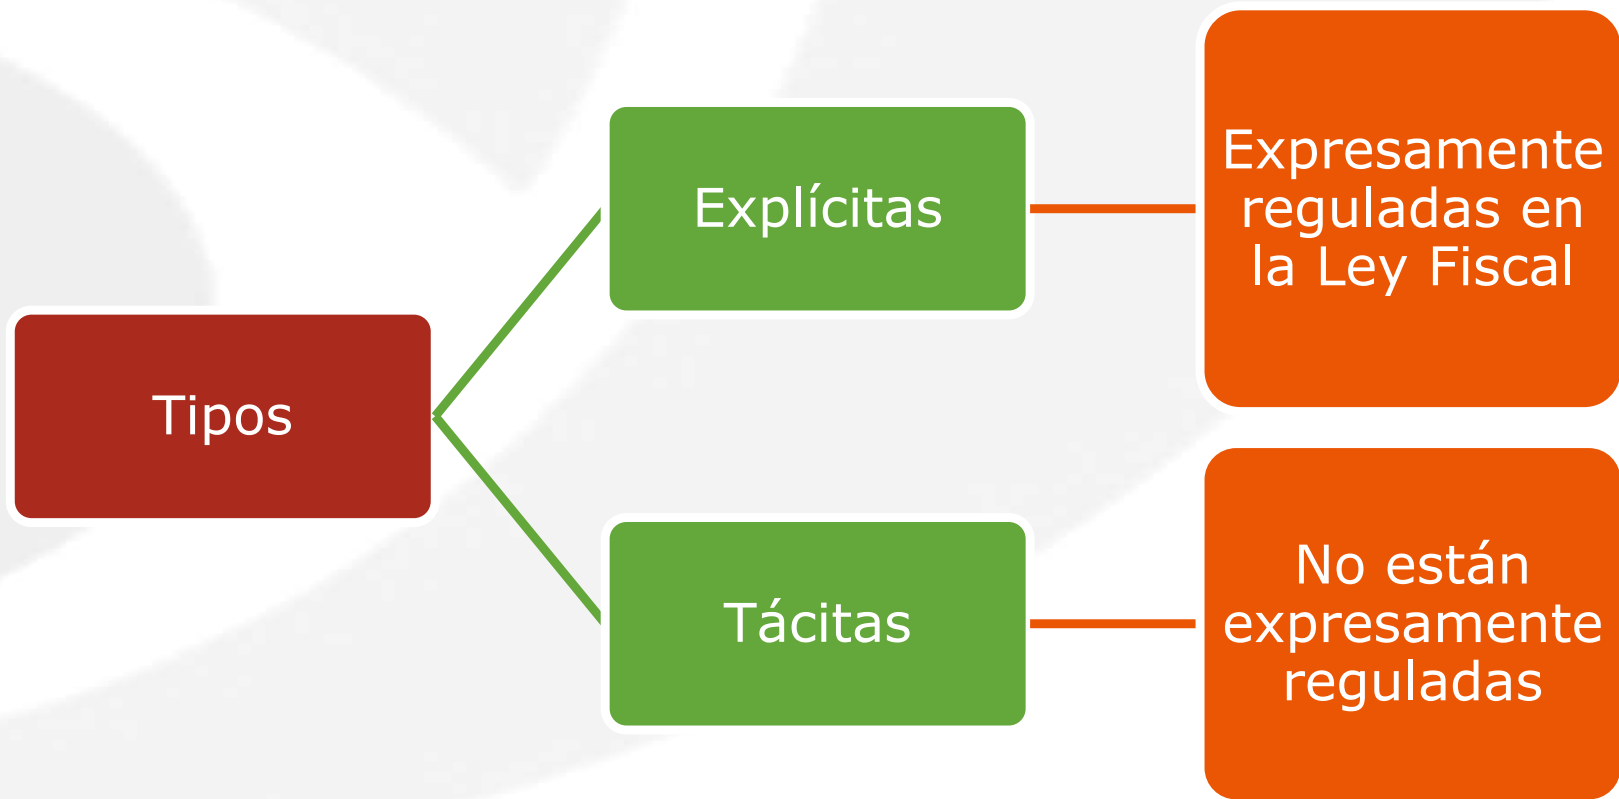 Tipos
Explícitas
Expresamente
reguladas en
la Ley Fiscal
Tácitas
No están
expresamente
reguladas